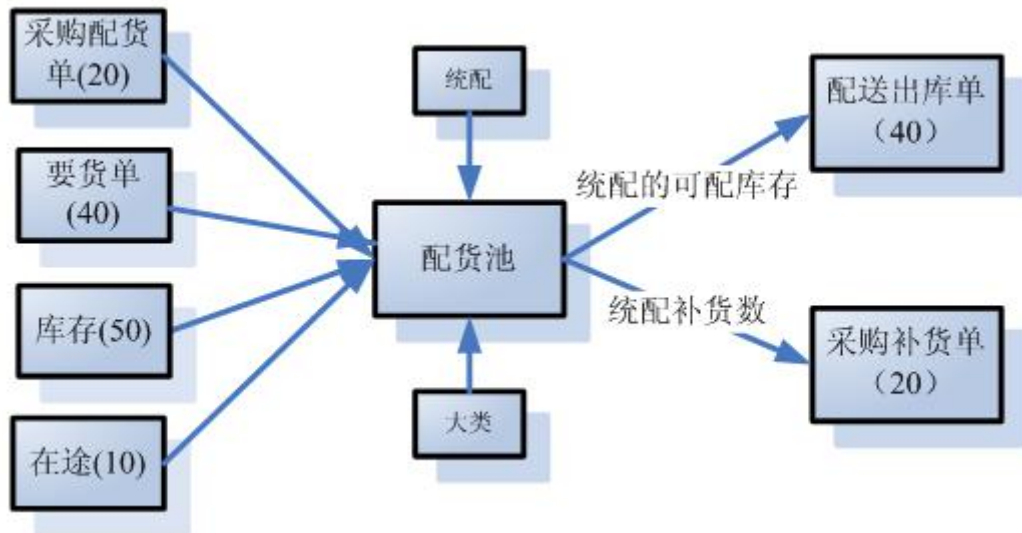 采购配货
单(20)
要货单
(40)
库存(50)
在途(10)
统配
配货池
大类
统配的可配库存
统配补货数
配送出库单
（40）
采购补货单
（20）